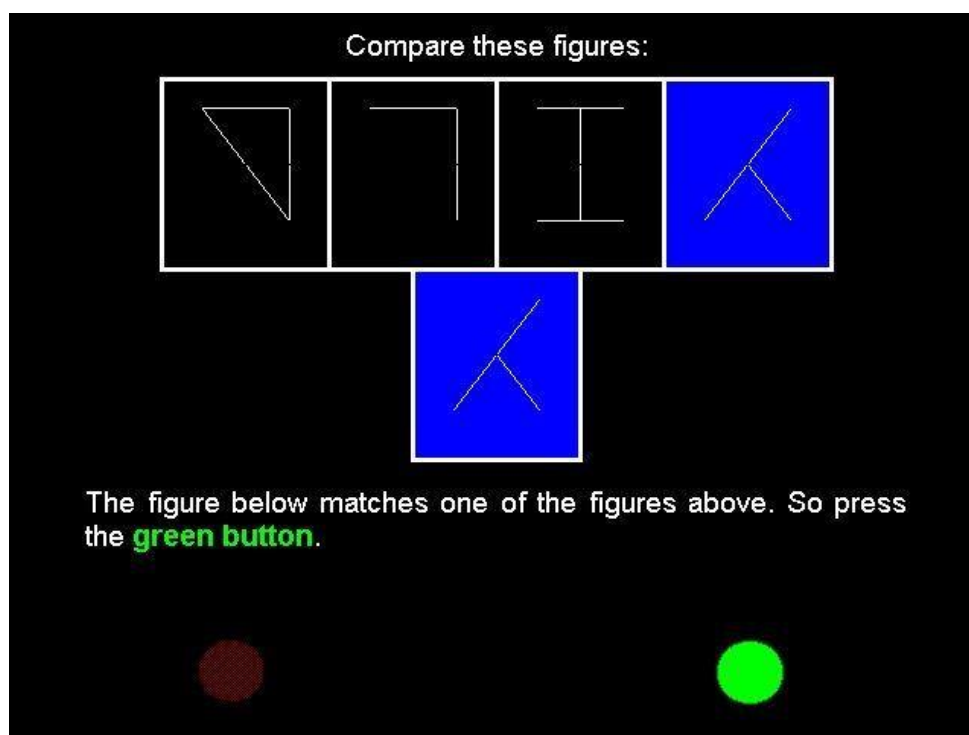 Compare these figures:
The figure below matches one of the figures above. So press
the green button.